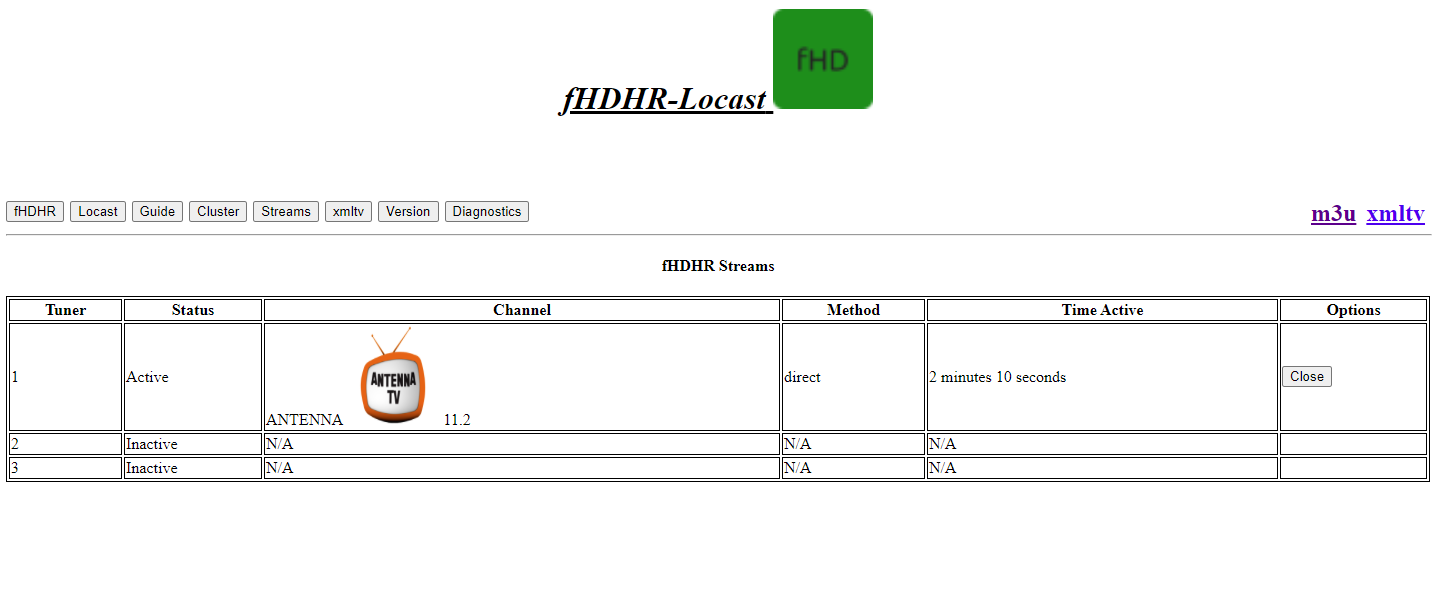 fHD
fHDHR-Locast
fHDHR Locast Guide Cluster Streams xmltv Version Diagnostics m3u xmltv
fHDHR Streams
Tuner Status Channel Method Time Active Options
1 Active ANTENNA ANTENNA TV 11.2 direct 2 minutes 10 seconds Close
2 Inactive N/A N/A N/A
3 Inactive N/A N/A N/A